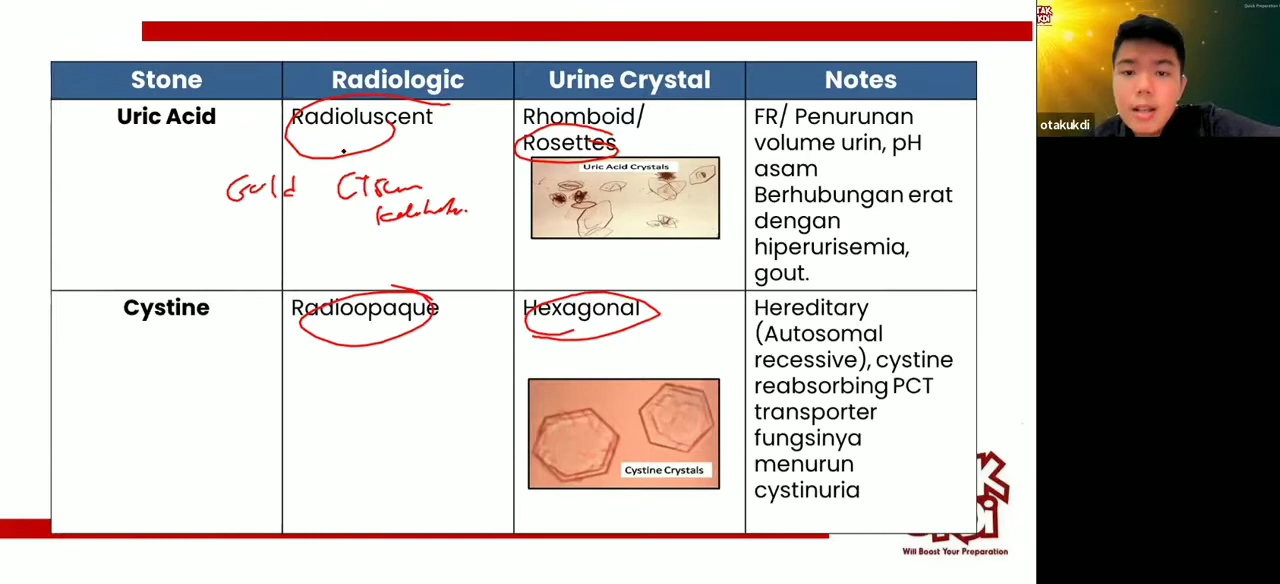 Stone
Radiologic
Urine Crystal
Notes
Uric Acid
Radioluscent
Rhomboid/
Rosettes
Uric Acid Crystals
FR/ Penurunan
volume urin, pH
asam
Berhubungan erat
dengan
hiperurisemia,
gout.
CTscan
Cystine
Radioopaque
Hexagonal
Cystine Crystals
Hereditary
(Autosomal
recessive), cystine
reabsorbing PCT
transporter
fungsinya
menurun
cystinuria
Will Boost Your Preparation
otakukdi